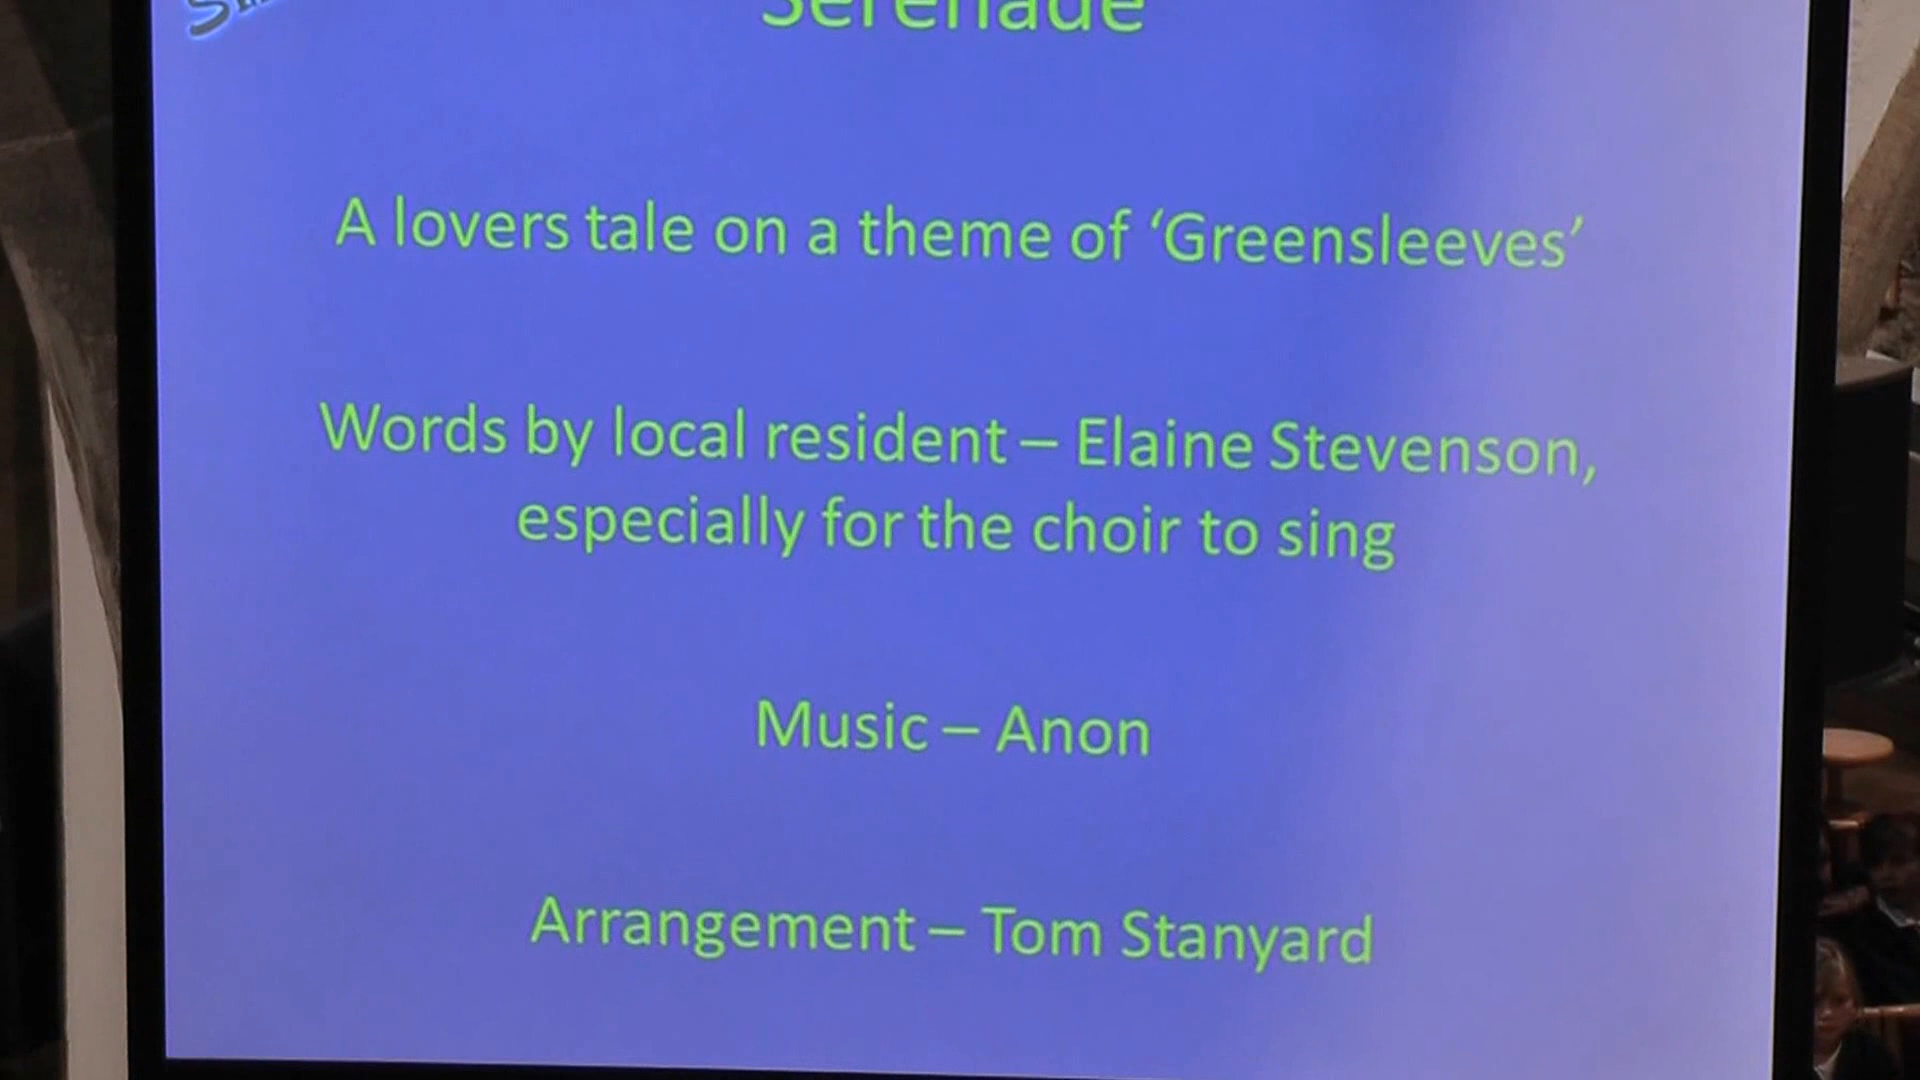 Serenade
A lovers tale on a theme of ‘Greensleeves’
Words by local resident – Elaine Stevenson,
especially for the choir to sing
Music – Anon
Arrangement – Tom Stanyard